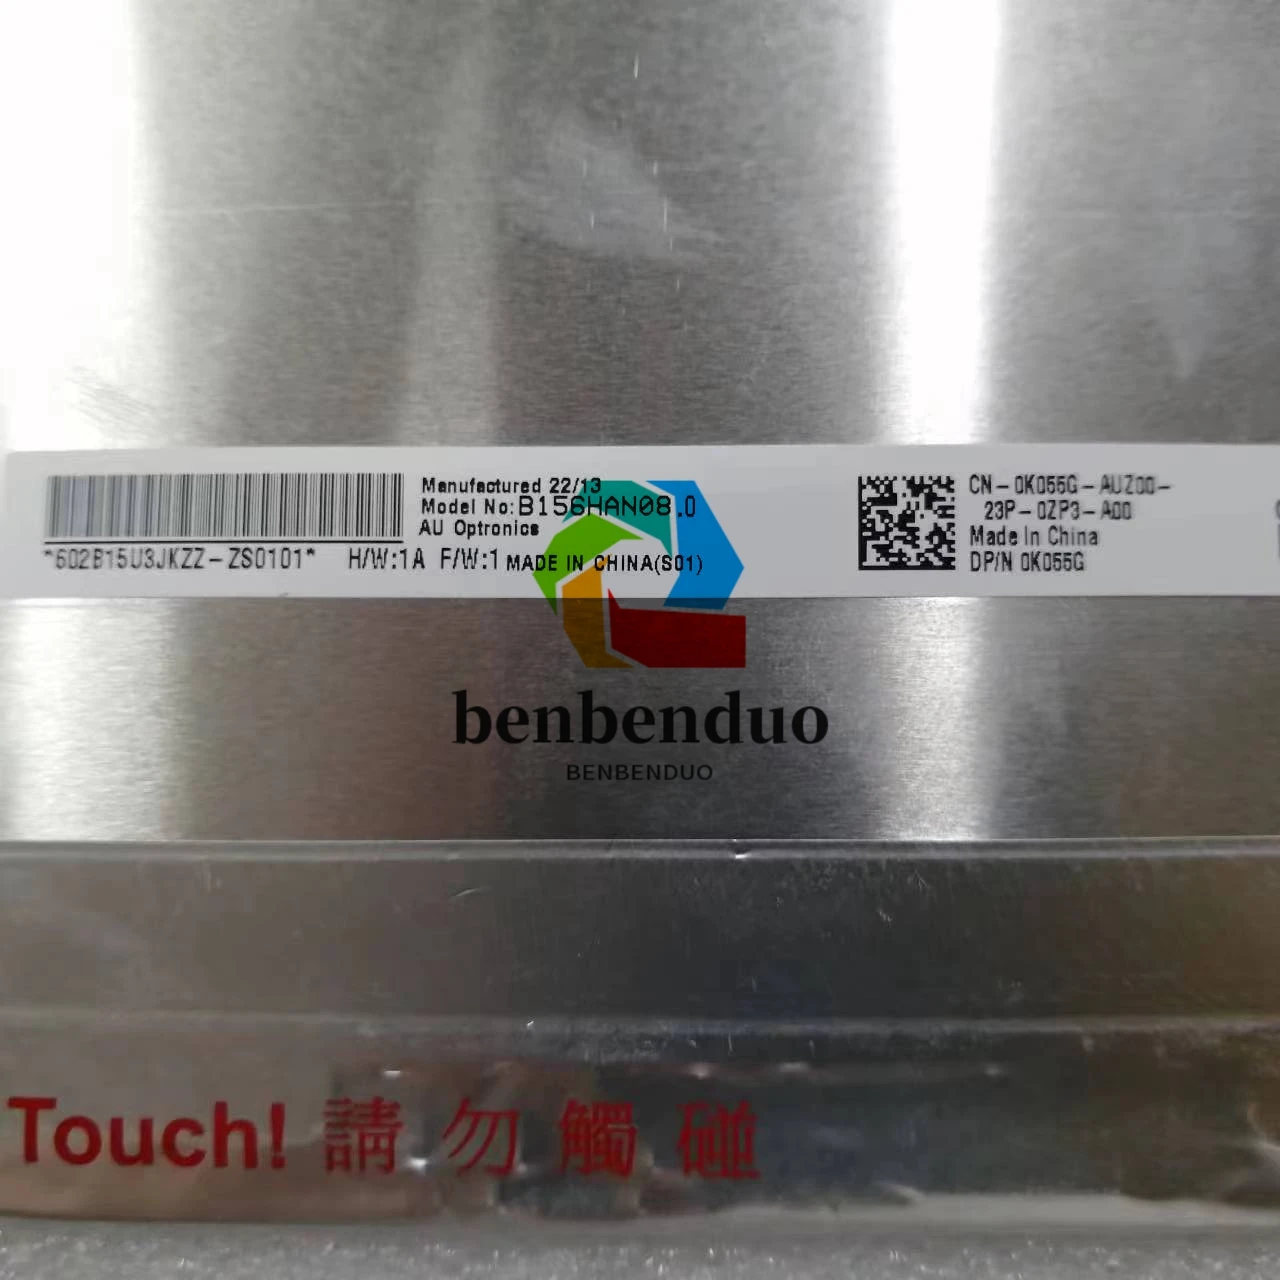 Manufactured 22/13
Model No:B156HAN08.0
AU Optronics
*602B15U3JKZZ-ZS0101* H/W:1A F/W:1 MADE IN CHINA(S01)
CN-0K055G-AUZ00-
23P-0ZP3-A00
Made In China
DP/N 0K055G
benbenduo
BENBENDUO
Touch! 請勿觸碰